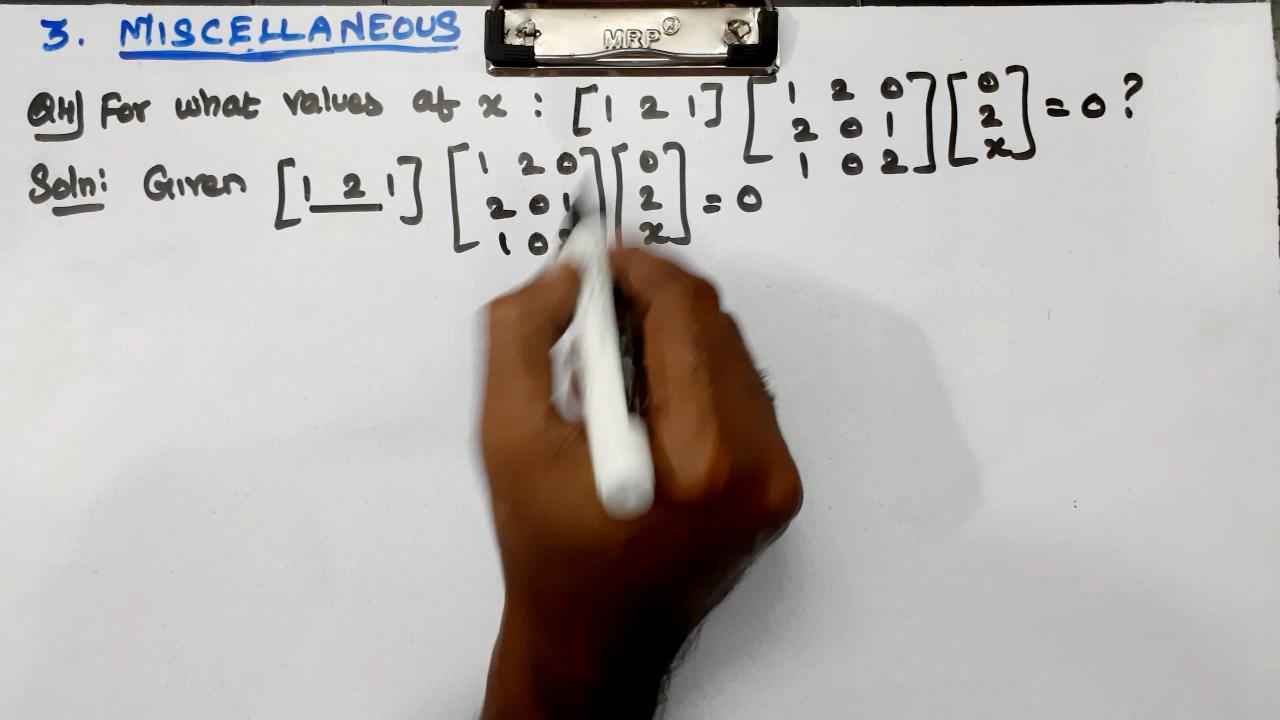 3. MISCELLANEOUS
MRP®
Q4) For what values of x : [1 2 1] [1 2 0 [0
2 0 1 2 = 0 ?
1 0 2] x]
Soln: Given [1 2 1] [1 2 0 [0
2 0 1 2 = 0
1 0 x]